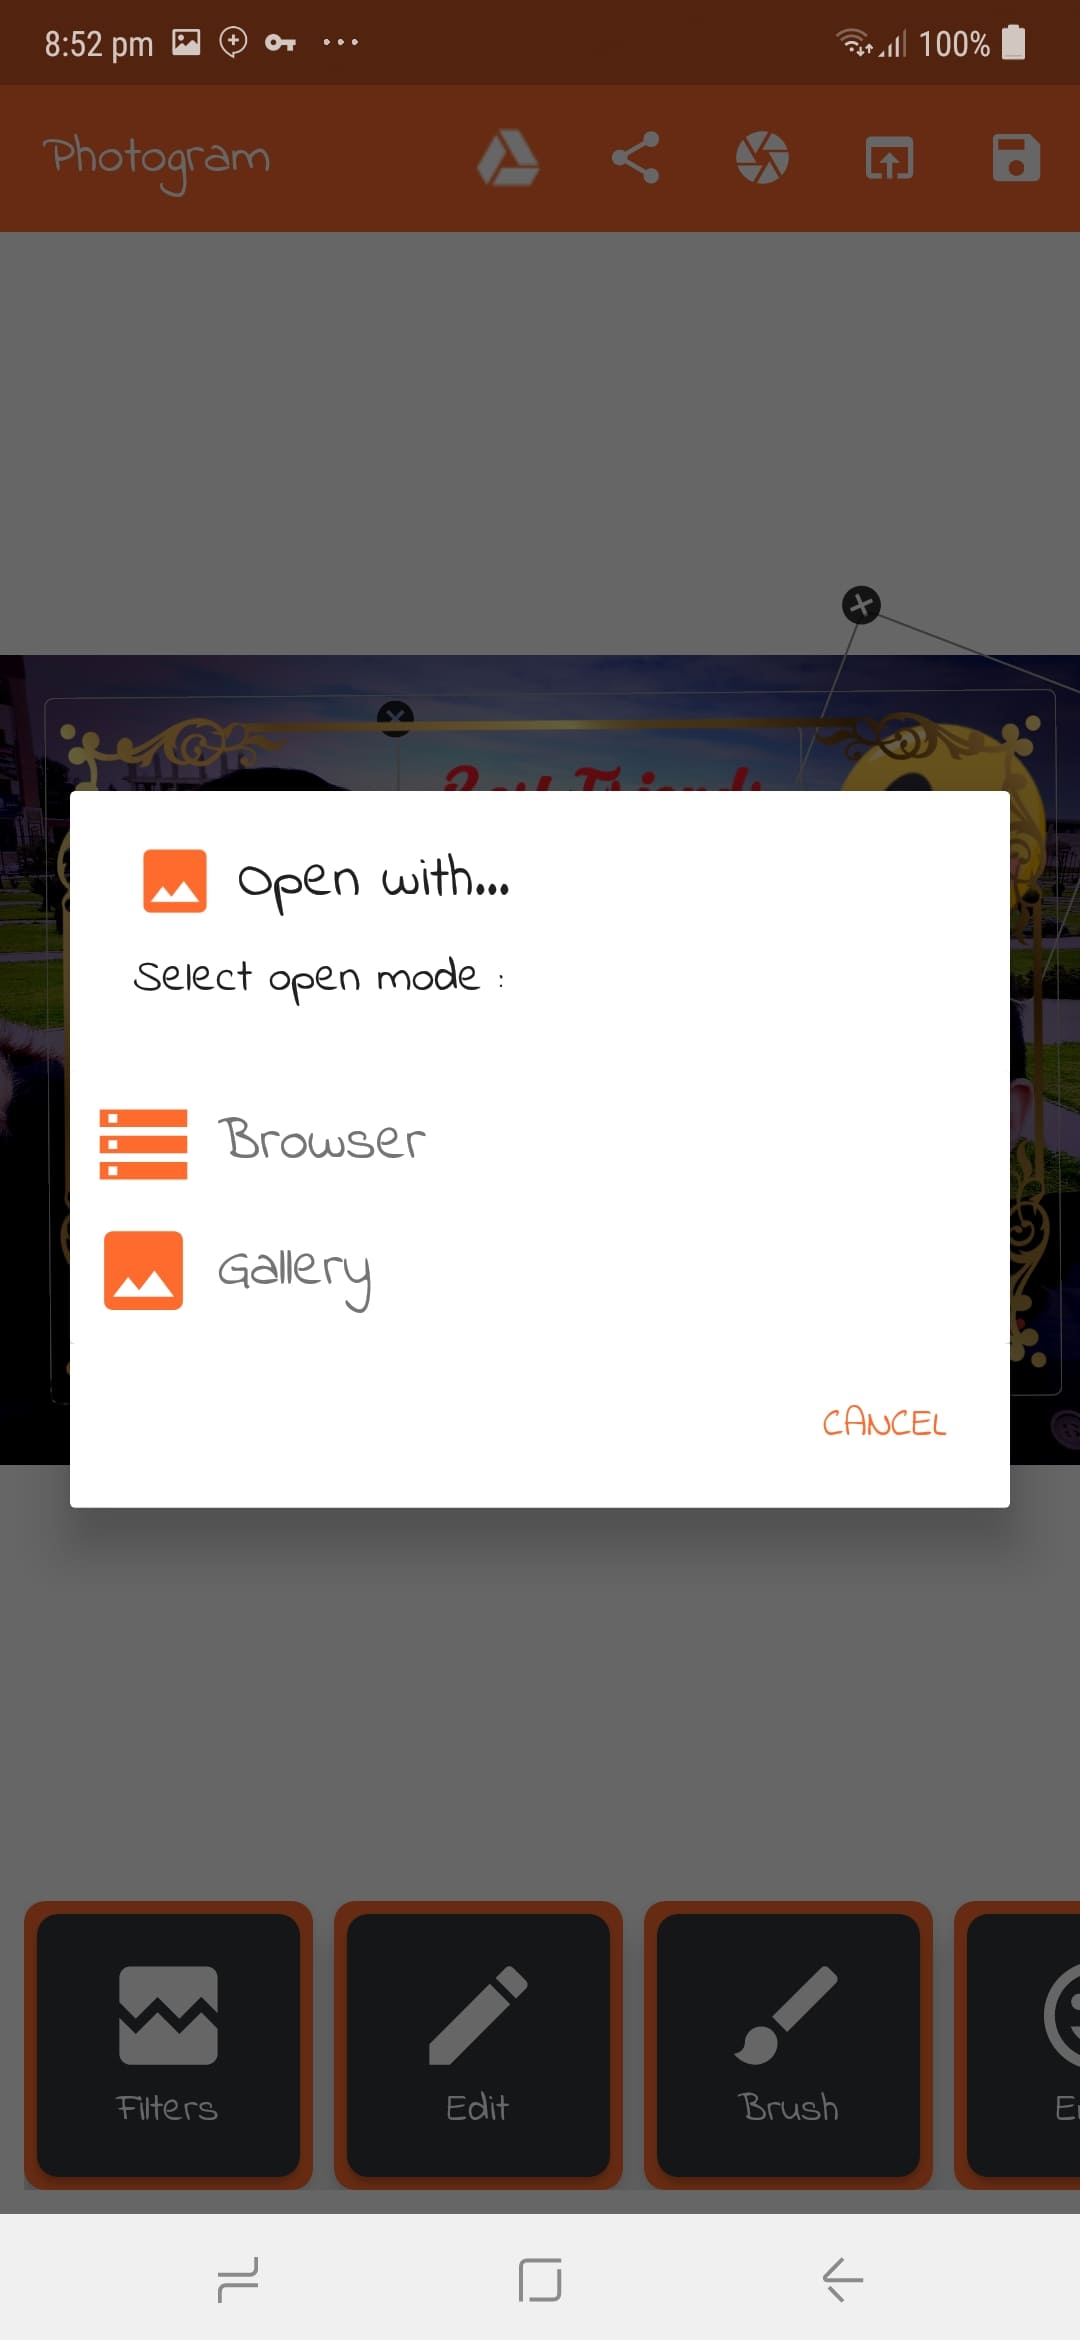 8:52 pm
100%
Photogram
Open with...
Select open mode :
Browser
Gallery
CANCEL
Filters
Edit
Brush